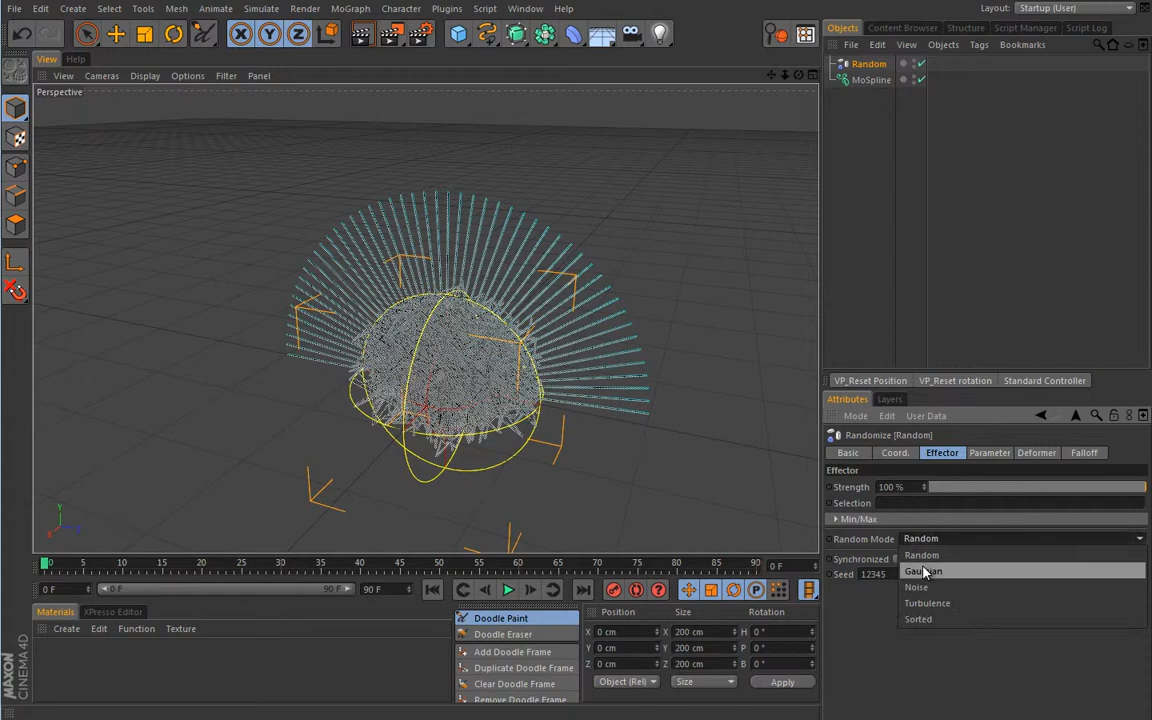 File Edit Create Select Tools Mesh Animate Simulate Render MoGraph Character Plugins Script Window Help Layout: Startup (User)
Objects Content Browser Structure Script Manager Script Log
File Edit View Objects Tags Bookmarks
View Help
View Cameras Display Options Filter Panel
Perspective
Random
MoSpline
VP_Reset Position VP_Reset rotation Standard Controller
Attributes Layers
Mode Edit User Data
Randomize [Random]
Basic Coord. Effector Parameter Deformer Falloff
Effector
Strength 100 %
Selection
Min/Max
Random Mode Random
Random
Synchronized
Gaussian
Seed 12345
Noise
Turbulence
Sorted
Y
X
Z
0 5 10 15 20 25 30 35 40 45 50 55 60 65 70 75 80 85 90 0 F
0 F 0 F 90 F 90 F
Materials XPresso Editor
Create Edit Function Texture
Doodle Paint
Doodle Eraser
Add Doodle Frame
Duplicate Doodle Frame
Clear Doodle Frame
Remove Doodle Frame
Position Size Rotation
X 0 cm X 200 cm H 0 °
Y 0 cm Y 200 cm P 0 °
Z 0 cm Z 200 cm B 0 °
Object (Rel) Size Apply
MAXON
CINEMA 4D